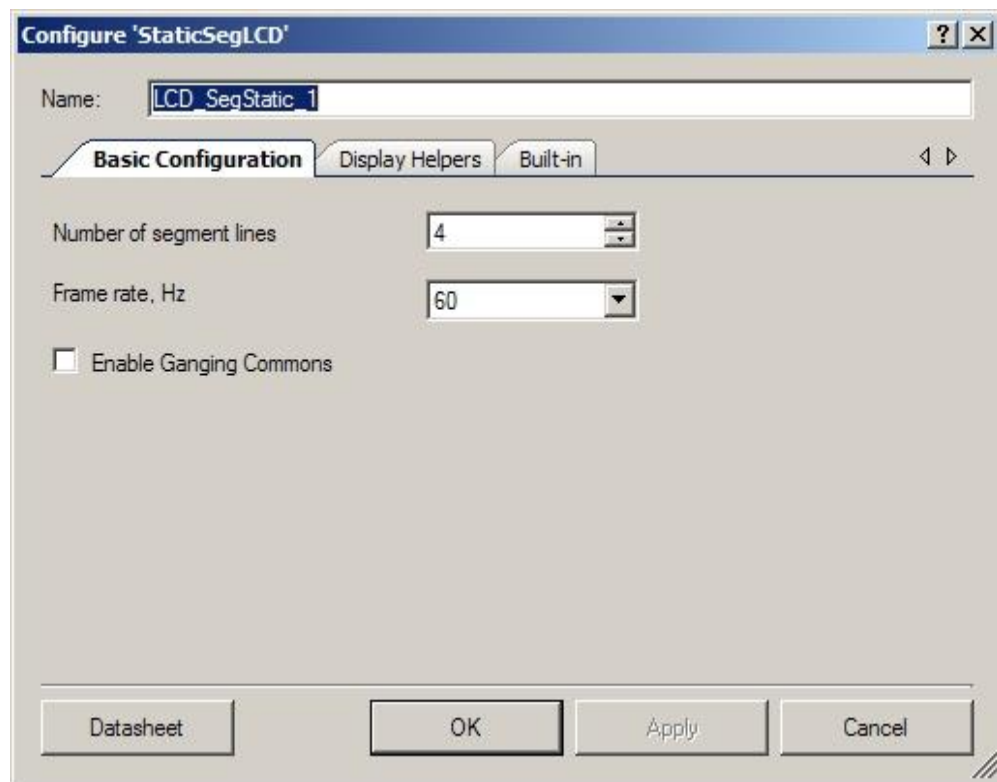 Configure 'StaticSegLCD'
Name: LCD_SegStatic_1
Basic Configuration Display Helpers Built-in
Number of segment lines 4
Frame rate, Hz 60
Enable Ganging Commons
Datasheet OK Apply Cancel